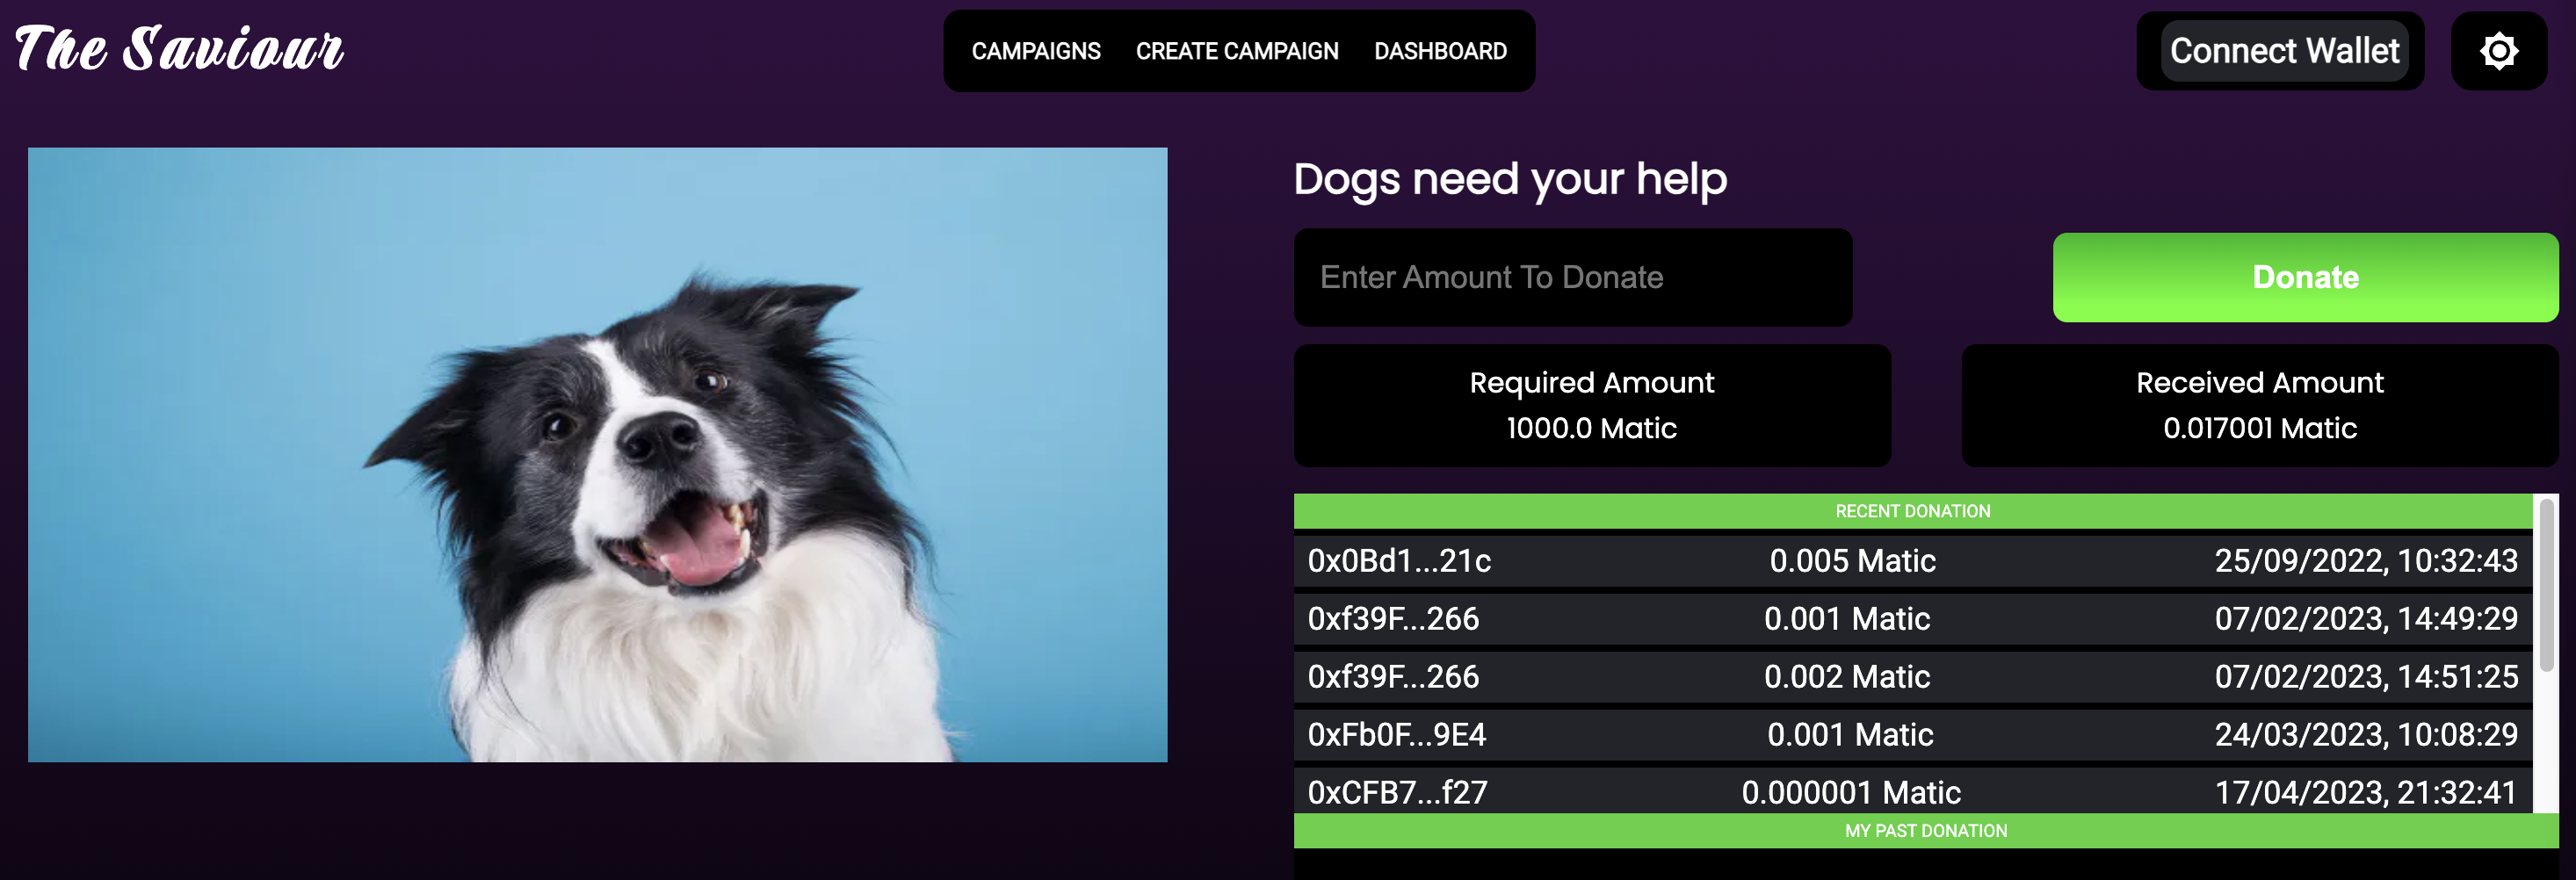 The Saviour
CAMPAIGNS CREATE CAMPAIGN DASHBOARD
Connect Wallet
Dogs need your help
Enter Amount To Donate
Donate
Required Amount
1000.0 Matic
Received Amount
0.017001 Matic
RECENT DONATION
0x0Bd1...21c 0.005 Matic 25/09/2022, 10:32:43
0xf39F...266 0.001 Matic 07/02/2023, 14:49:29
0xf39F...266 0.002 Matic 07/02/2023, 14:51:25
0xFb0F...9E4 0.001 Matic 24/03/2023, 10:08:29
0xCFB7...f27 0.000001 Matic 17/04/2023, 21:32:41
MY PAST DONATION